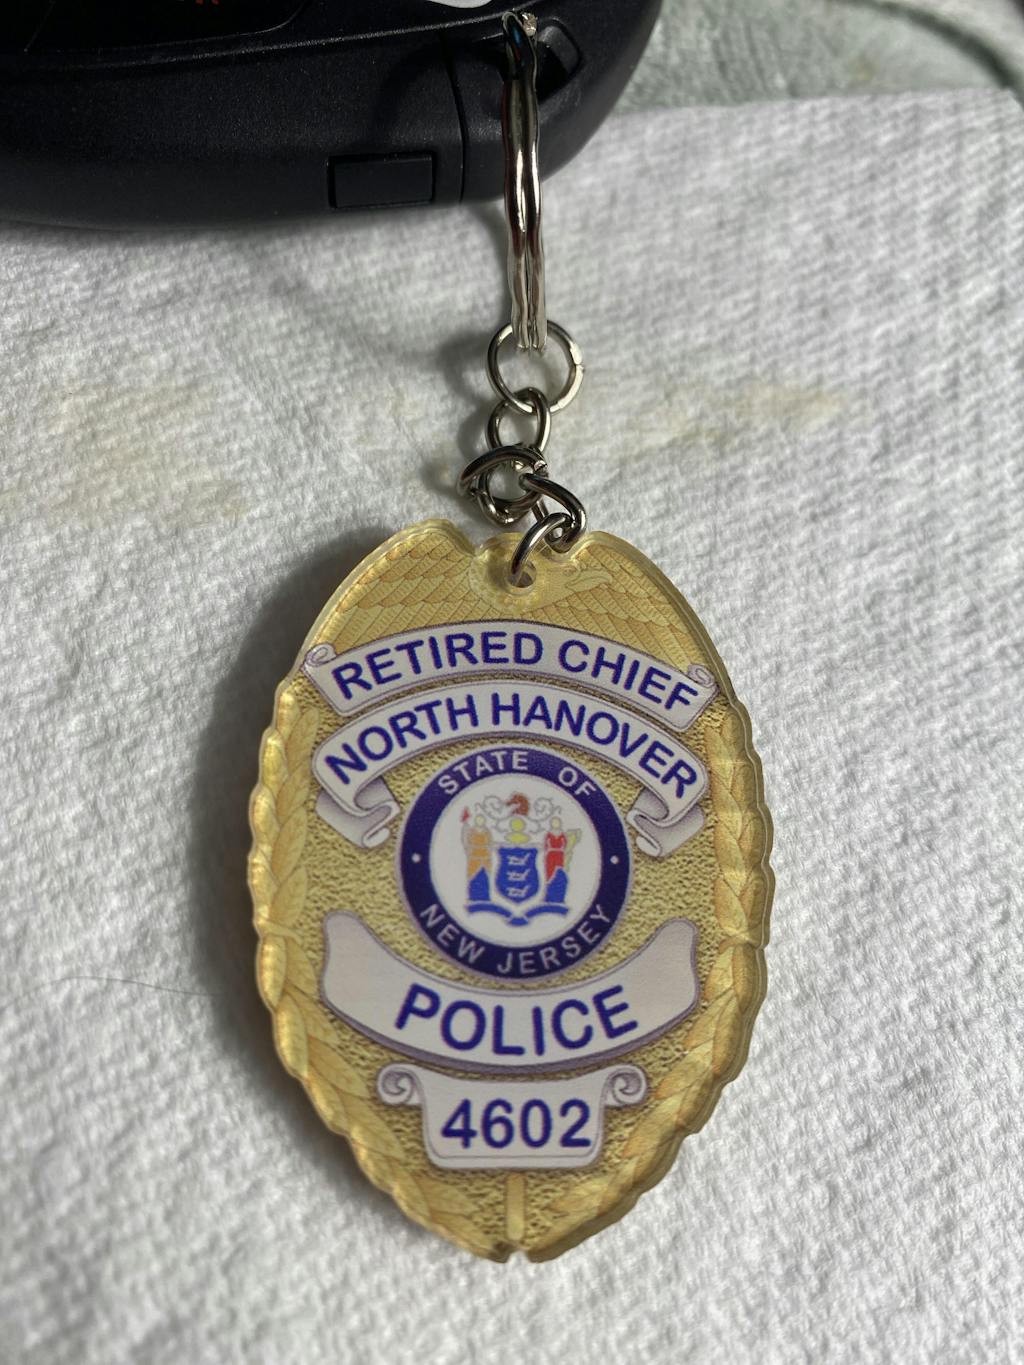 RETIRED CHIEF
NORTH HANOVER
STATE OF
NEW JERSEY
POLICE
4602